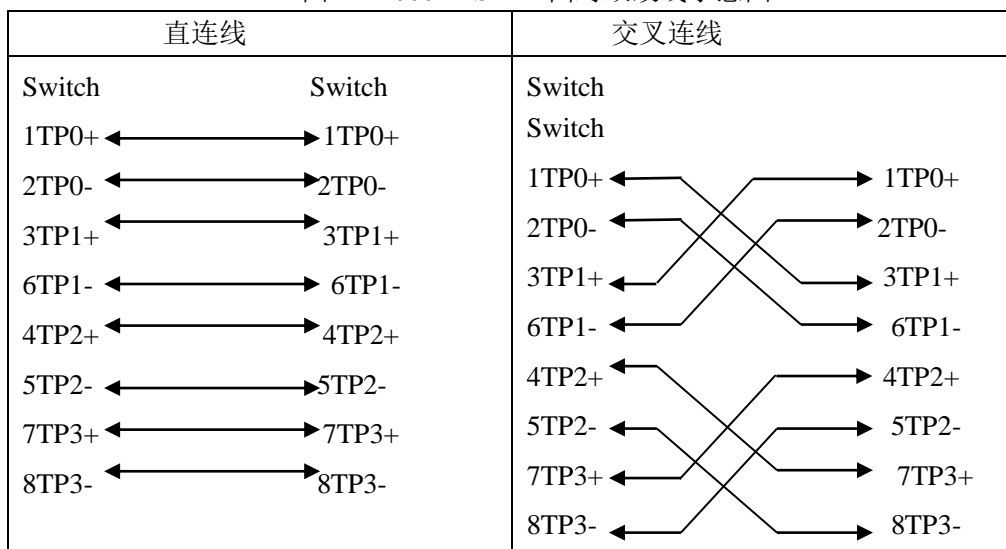 直连线
交叉连线
Switch Switch
1TP0+ 1TP0+
2TP0- 2TP0-
3TP1+ 3TP1+
6TP1- 6TP1-
4TP2+ 4TP2+
5TP2- 5TP2-
7TP3+ 7TP3+
8TP3- 8TP3-
Switch
Switch
1TP0+ 1TP0+
2TP0- 2TP0-
3TP1+ 3TP1+
6TP1- 6TP1-
4TP2+ 4TP2+
5TP2- 5TP2-
7TP3+ 7TP3+
8TP3- 8TP3-